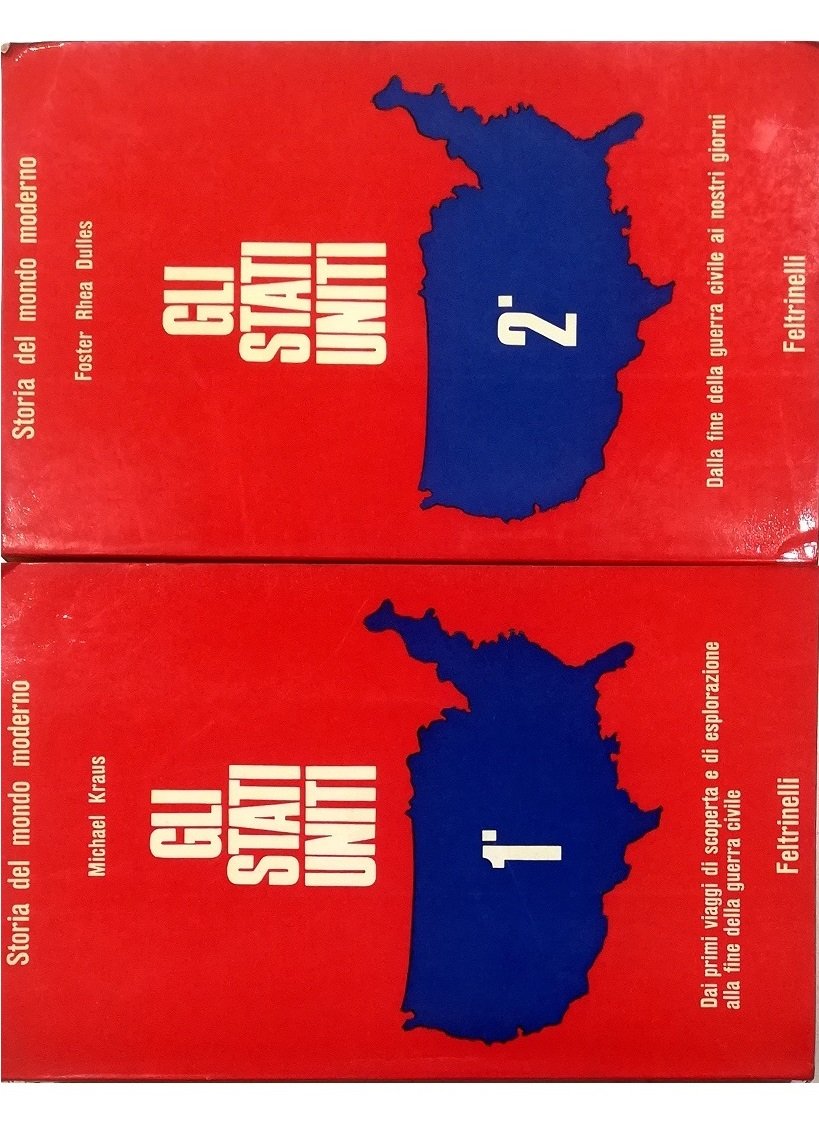 Storia del mondo moderno
Michael Kraus
GLI
STATI
UNITI
1°
Dai primi viaggi di scoperta e di esplorazione
alla fine della guerra civile
Feltrinelli
Storia del mondo moderno
Foster Rhea Dulles
GLI
STATI
UNITI
2°
Dalla fine della guerra civile ai nostri giorni
Feltrinelli